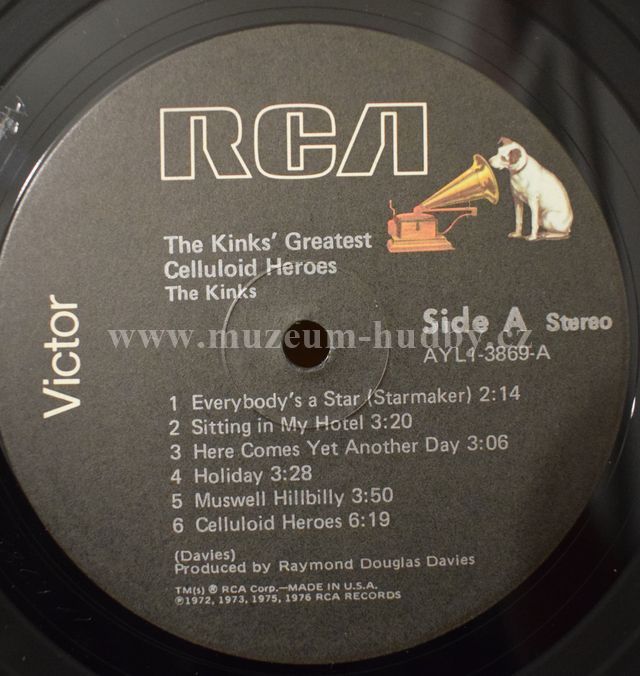 RCA
The Kinks' Greatest
Celluloid Heroes
The Kinks
Victor
Side A Stereo
www.muzeum-hudby.cz
AYL1-3869-A
1 Everybody's a Star (Starmaker) 2:14
2 Sitting in My Hotel 3:20
3 Here Comes Yet Another Day 3:06
4 Holiday 3:28
5 Muswell Hillbilly 3:50
6 Celluloid Heroes 6:19
(Davies)
Produced by Raymond Douglas Davies
TM(s) ® RCA Corp.—MADE IN U.S.A.
℗1972, 1973, 1975, 1976 RCA RECORDS